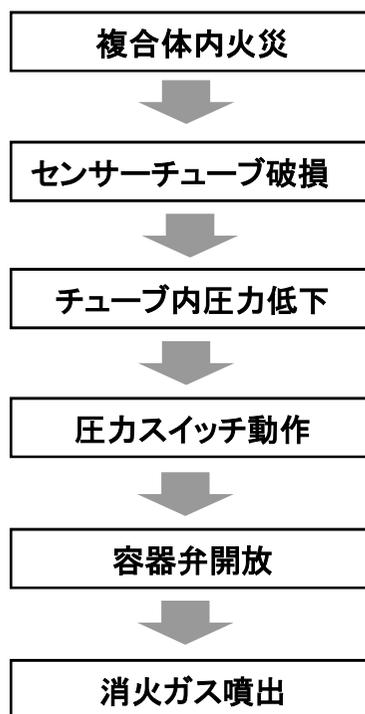 複合体内火災
センサーチューブ破損
チューブ内圧力低下
圧力スイッチ動作
容器弁開放
消火ガス噴出